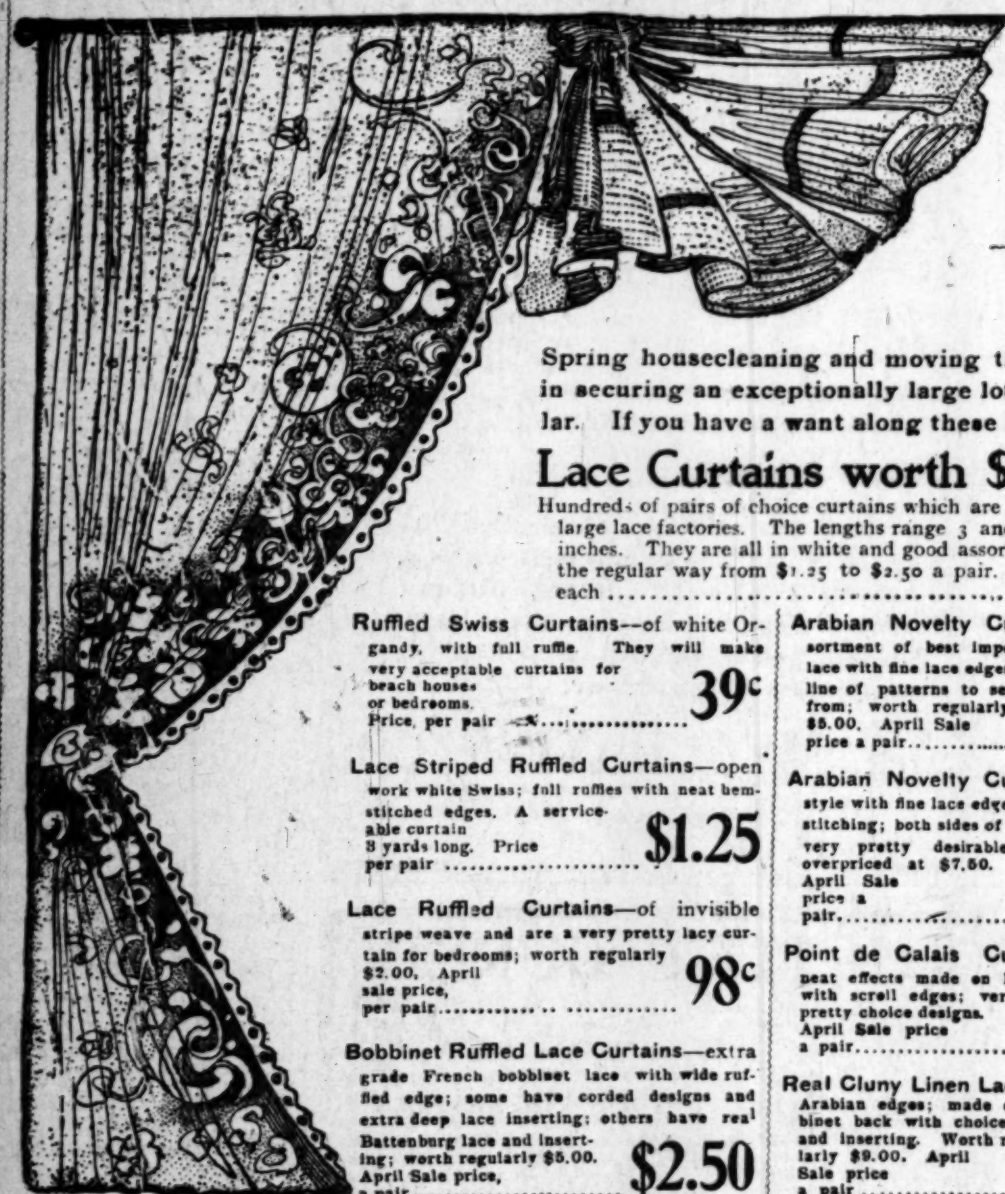 Spring housecleaning and moving t
in securing an exceptionally large lo
lar. If you have a want along these
Lace Curtains worth $
Hundreds of pairs of choice curtains which are
large lace factories. The lengths range 3 an
inches. They are all in white and good assor
the regular way from $1.25 to $2.50 a pair.
each
Ruffled Swiss Curtains—of white Or-
gandy, with full ruffle. They will make
very acceptable curtains for
beach houses
or bedrooms.
Price, per pair
39c
Lace Striped Ruffled Curtains—open
work white Swiss; full ruffles with neat hem-
stitched edges. A service-
able curtain
3 yards long. Price
per pair
$1.25
Lace Ruffled Curtains—of invisible
stripe weave and are a very pretty lacy cur-
tain for bedrooms; worth regularly
$2.00. April
sale price,
per pair
98c
Bobbinet Ruffled Lace Curtains—extra
grade French bobbinet lace with wide ruf-
fled edge; some have corded designs and
extra deep lace inserting; others have real
Battenburg lace and insert-
ing; worth regularly $5.00.
April Sale price,
a pair
$2.50
Arabian Novelty Cu
sortment of best impo
lace with fine lace edges
line of patterns to se
from; worth regularly
$5.00. April Sale
price a pair
Arabian Novelty Cu
style with fine lace edge
stitching; both sides of
very pretty desirable
overpriced at $7.50.
April Sale
price a
pair
Point de Calais Cu
neat effects made on
with scroll edges; ver
pretty choice designs.
April Sale price
a pair
Real Cluny Linen La
Arabian edges; made
binet back with choice
and inserting. Worth r
larly $9.00. April
Sale price
a pair